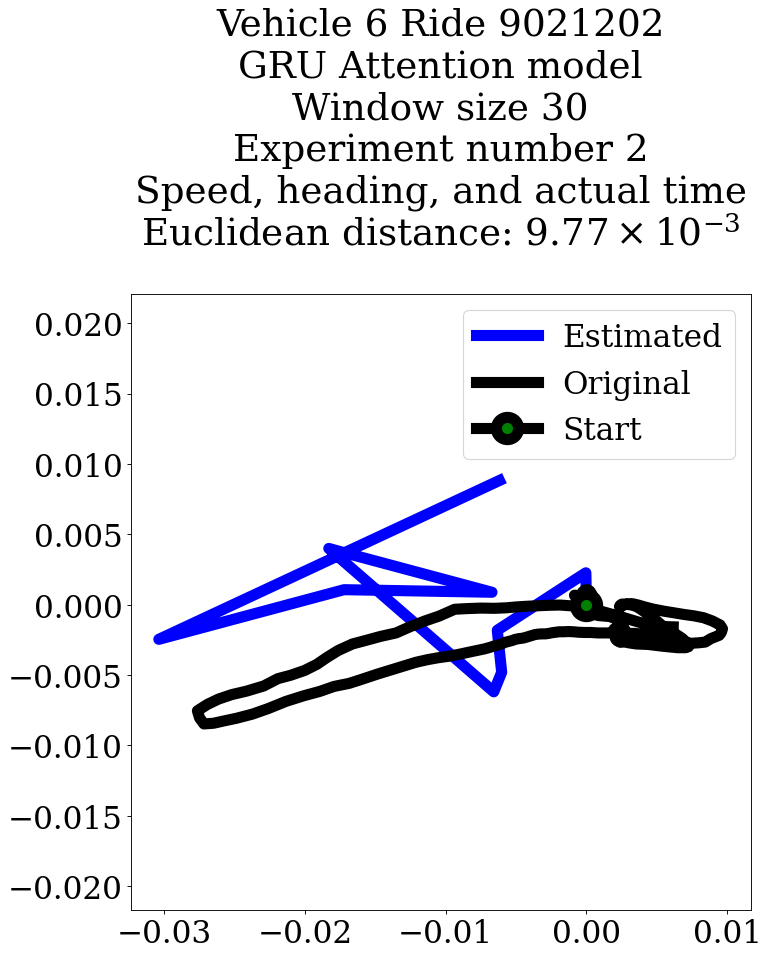 Vehicle 6 Ride 9021202
GRU Attention model
Window size 30
Experiment number 2
Speed, heading, and actual time
Euclidean distance: 9.77 × 10⁻³
Estimated
Original
Start
0.020
0.015
0.010
0.005
0.000
−0.005
−0.010
−0.015
−0.020
−0.03 −0.02 −0.01 0.00 0.01